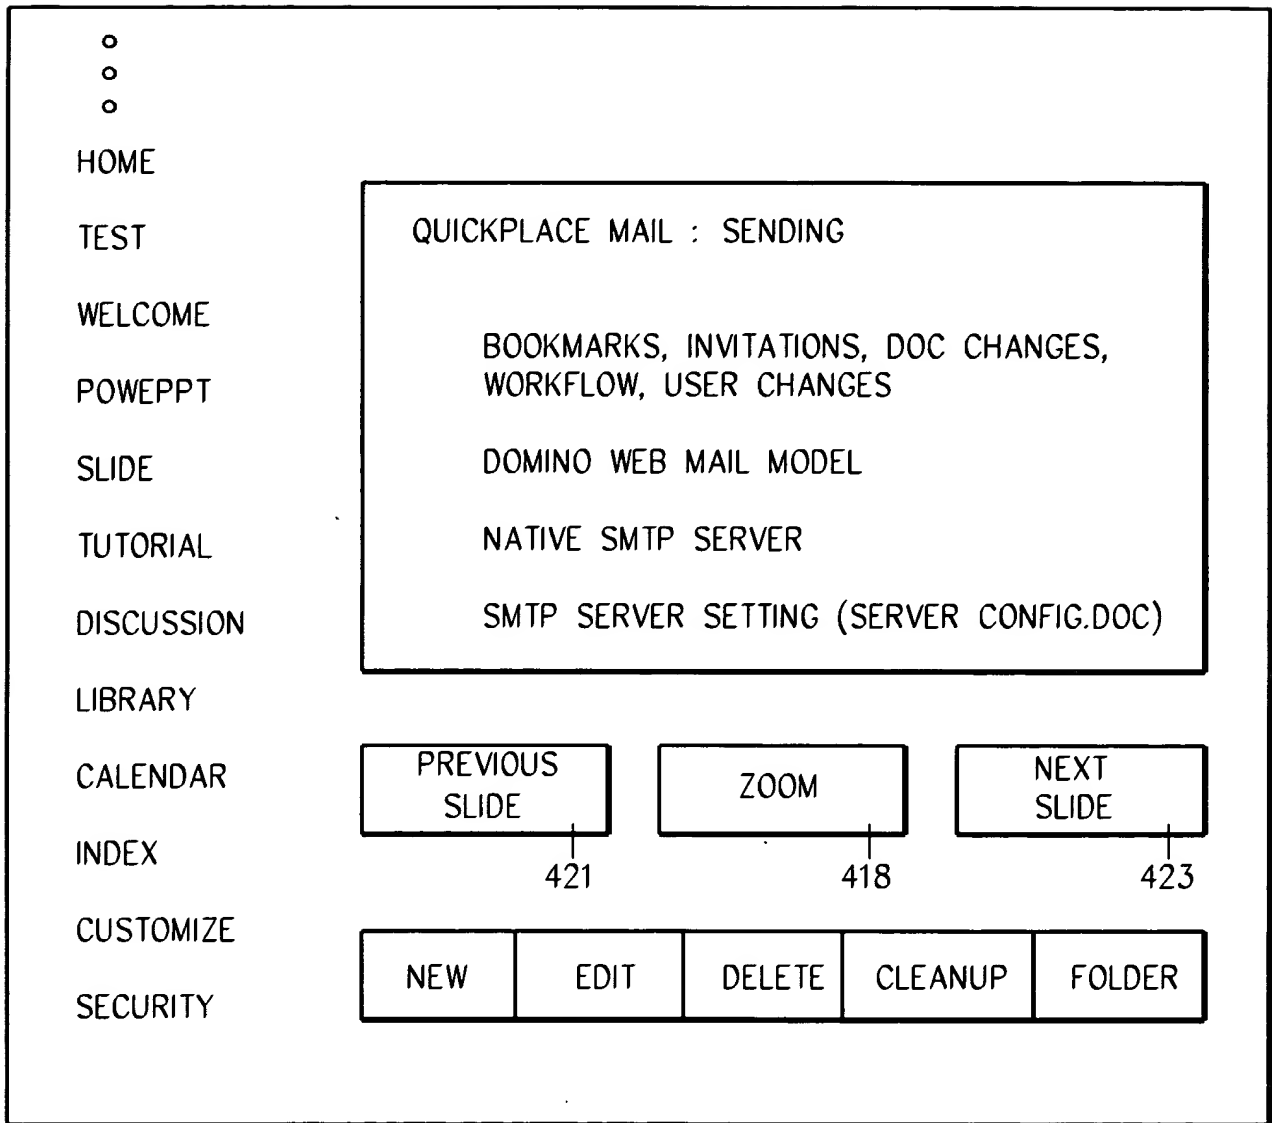 HOME
TEST
WELCOME
POWEPPT
SLIDE
TUTORIAL
DISCUSSION
LIBRARY
CALENDAR
INDEX
CUSTOMIZE
SECURITY
QUICKPLACE MAIL : SENDING
BOOKMARKS, INVITATIONS, DOC CHANGES,
WORKFLOW, USER CHANGES
DOMINO WEB MAIL MODEL
NATIVE SMTP SERVER
SMTP SERVER SETTING (SERVER CONFIG.DOC)
PREVIOUS
SLIDE
421
ZOOM
418
NEXT
SLIDE
423
NEW EDIT DELETE CLEANUP FOLDER